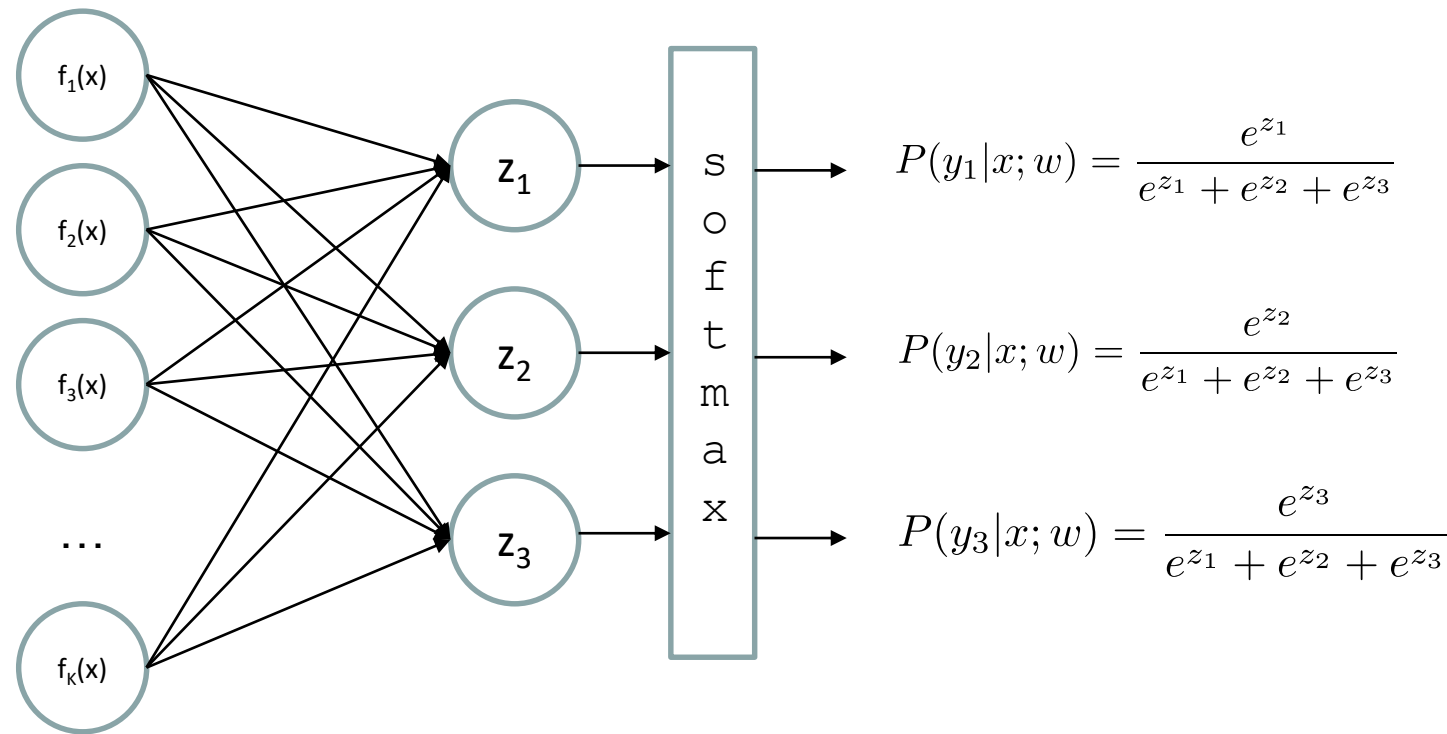 f₁(x)
f₂(x)
f₃(x)
...
f_K(x)
z₁
z₂
z₃
softmax
P(y₁|x; w) = e^{z₁} / (e^{z₁} + e^{z₂} + e^{z₃})
P(y₂|x; w) = e^{z₂} / (e^{z₁} + e^{z₂} + e^{z₃})
P(y₃|x; w) = e^{z₃} / (e^{z₁} + e^{z₂} + e^{z₃})